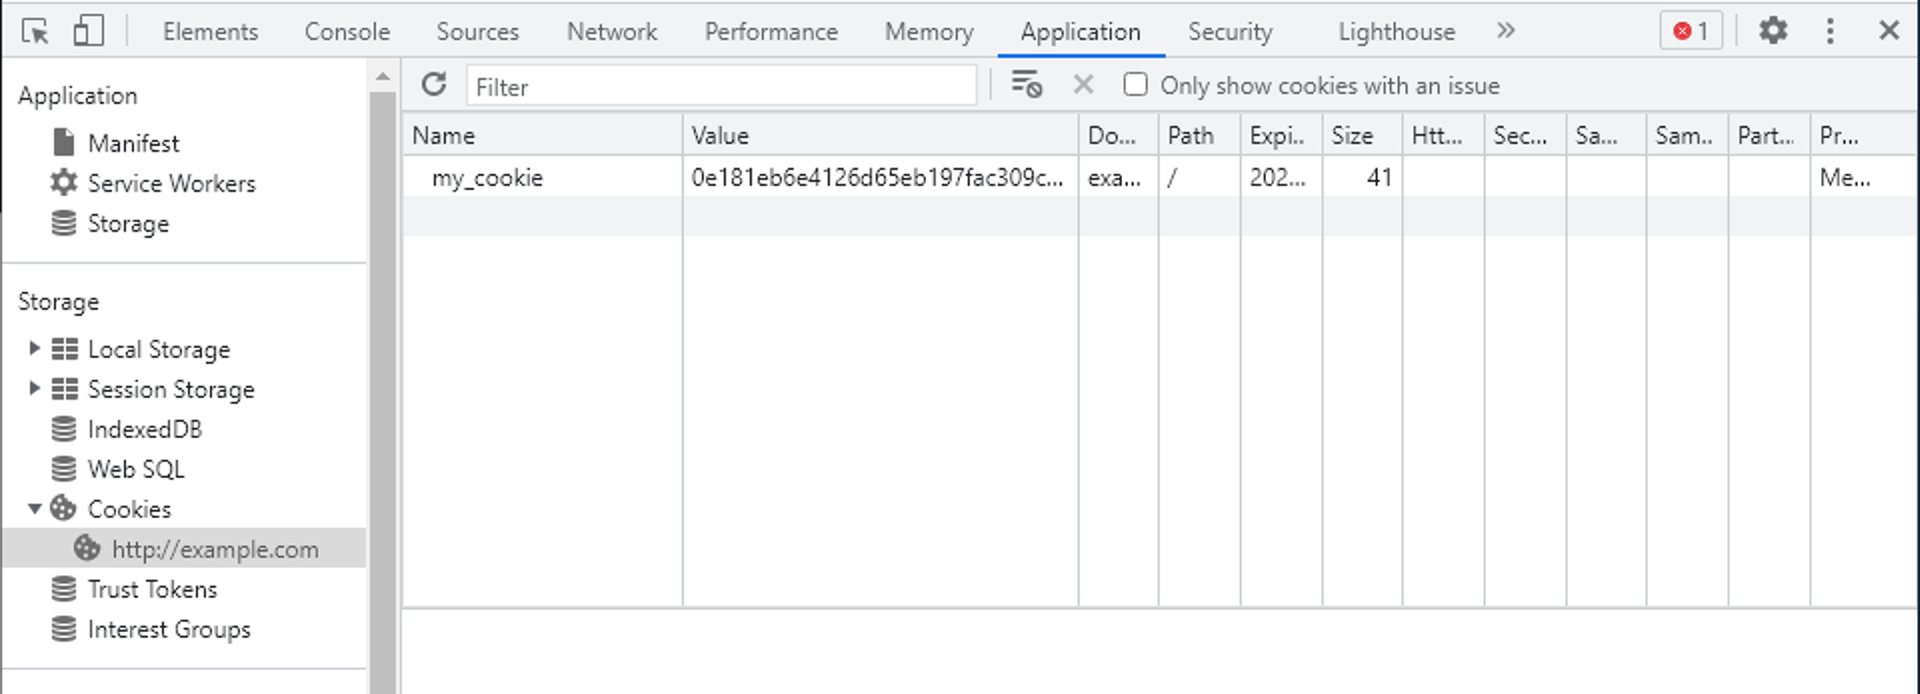 Elements Console Sources Network Performance Memory Application Security Lighthouse » 1
Application
Manifest
Service Workers
Storage
Storage
Local Storage
Session Storage
IndexedDB
Web SQL
Cookies
http://example.com
Trust Tokens
Interest Groups
Filter Only show cookies with an issue
Name Value Do... Path Expi.. Size Htt... Sec... Sa... Sam.. Part... Pr...
my_cookie 0e181eb6e4126d65eb197fac309c... exa... / 202... 41 Me...